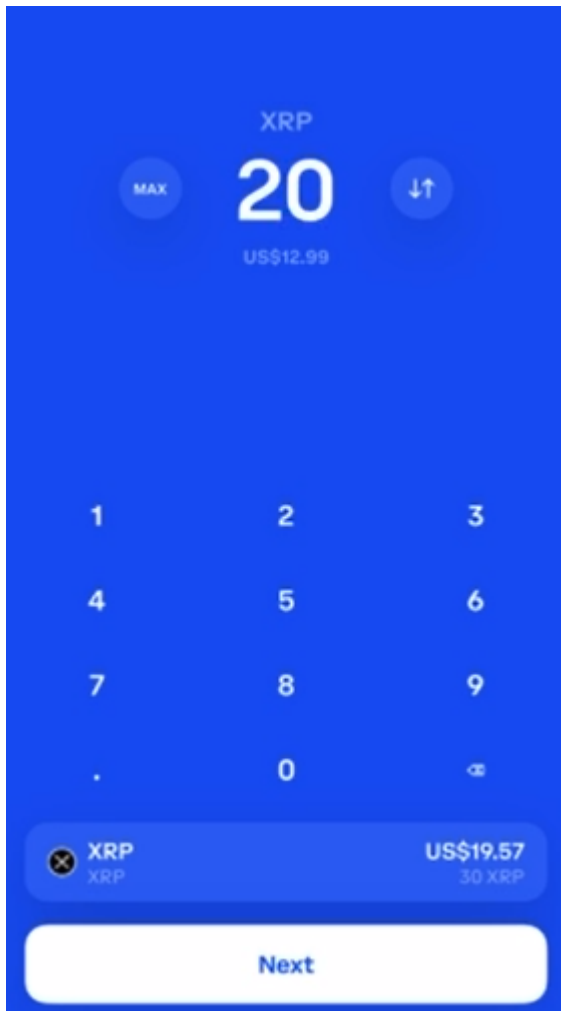 XRP
MAX 20 ↓↑
US$12.99
1 2 3
4 5 6
7 8 9
. 0
XRP US$19.57
XRP 30 XRP
Next